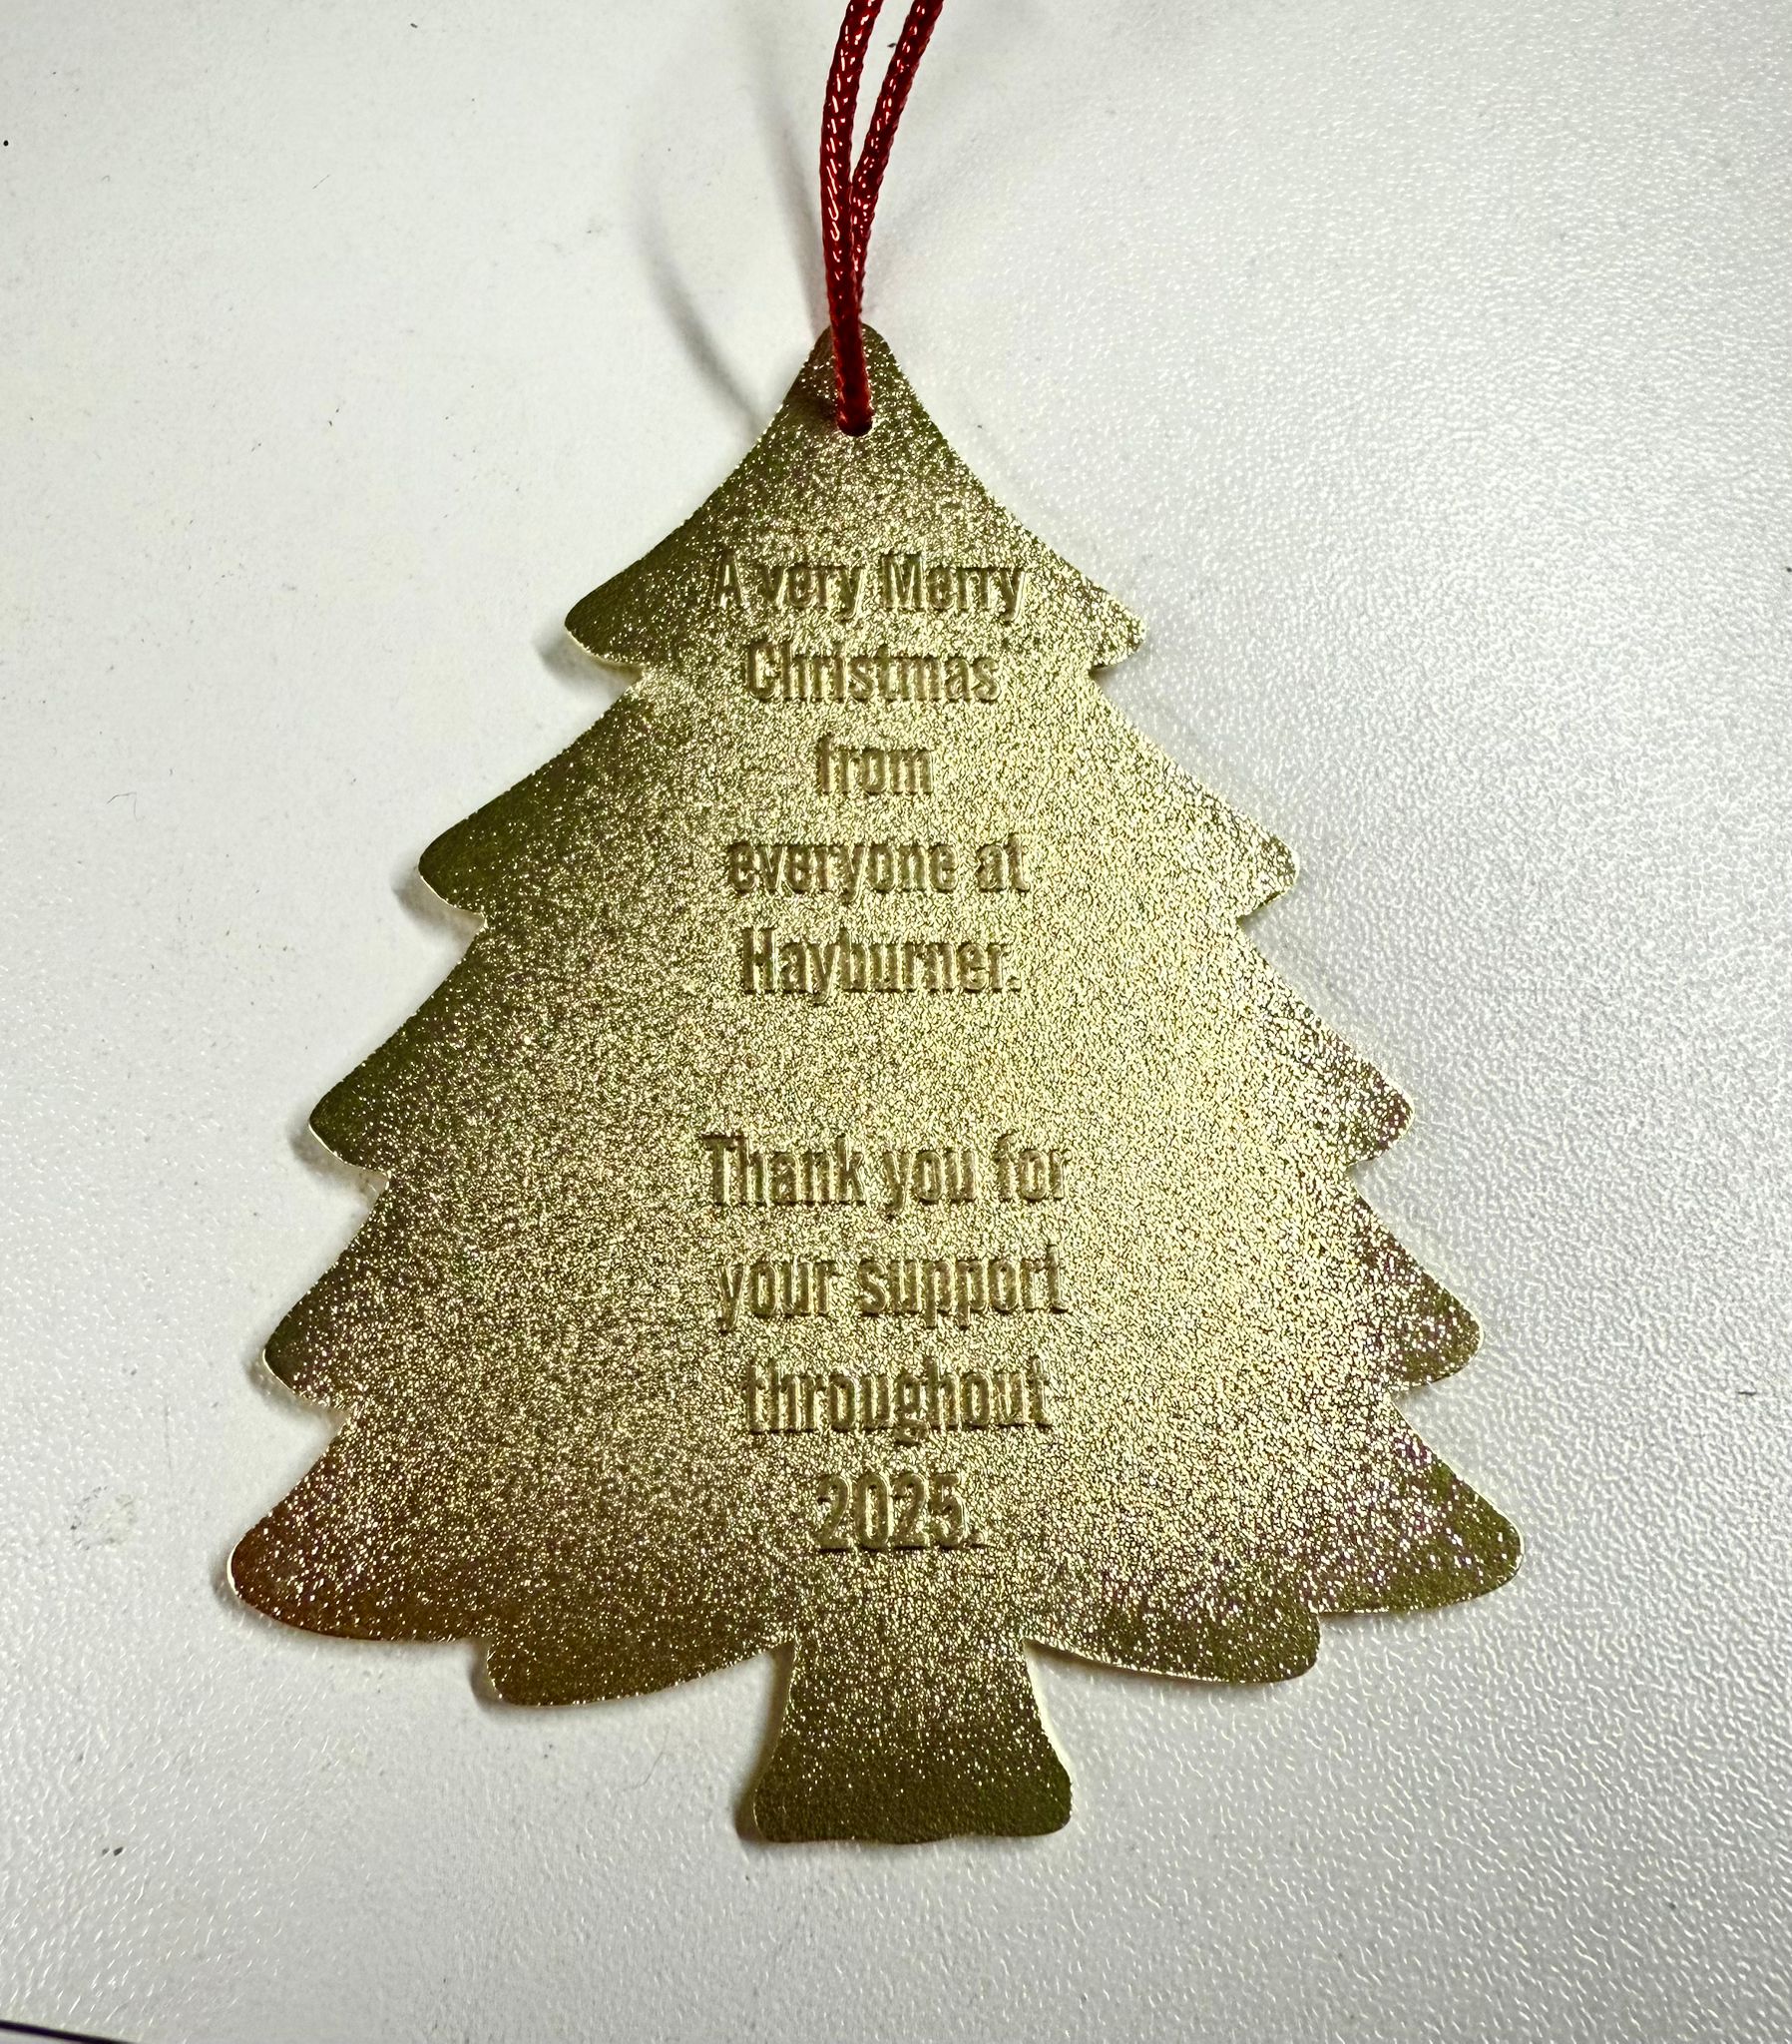 A very Merry
Christmas
from
everyone at
Hayburner.
Thank you for
your support
throughout
2025.